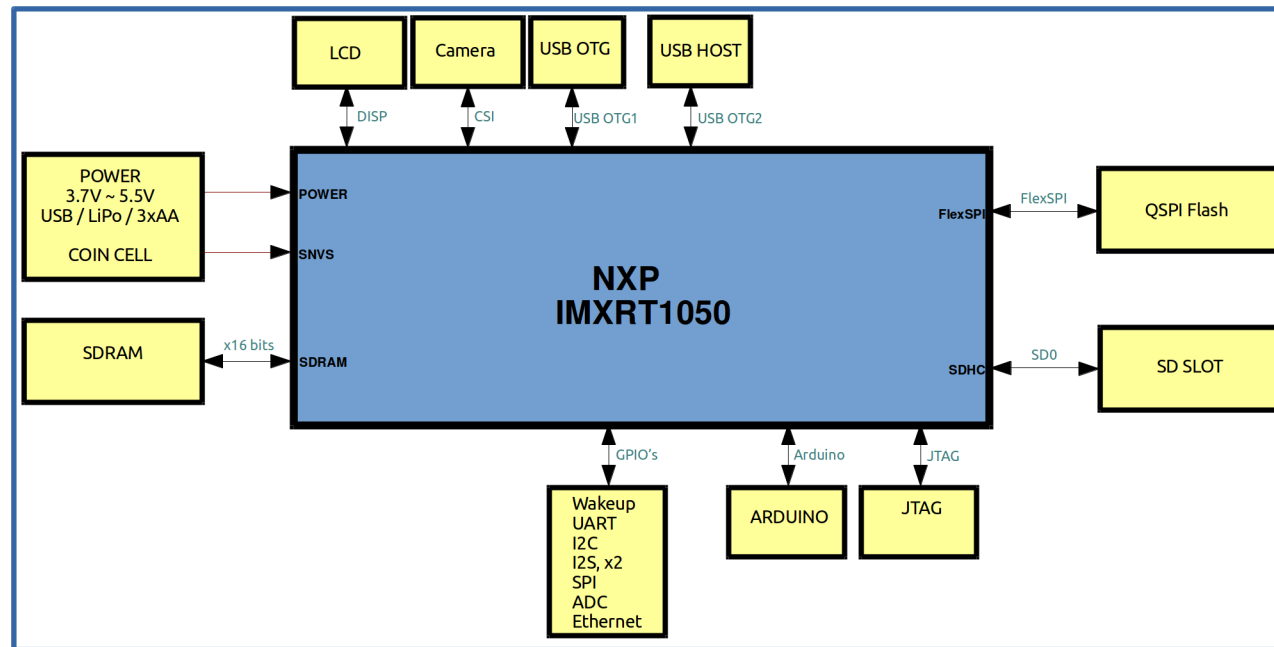 LCD
Camera
USB OTG
USB HOST
DISP
CSI
USB OTG1
USB OTG2
POWER
3.7V ~ 5.5V
USB / LiPo / 3xAA
COIN CELL
POWER
SNVS
FlexSPI
FlexSPI
QSPI Flash
NXP
IMXRT1050
SDRAM
x16 bits
SDRAM
SDHC
SD0
SD SLOT
GPIO's
Arduino
JTAG
Wakeup
UART
I2C
I2S, x2
SPI
ADC
Ethernet
ARDUINO
JTAG